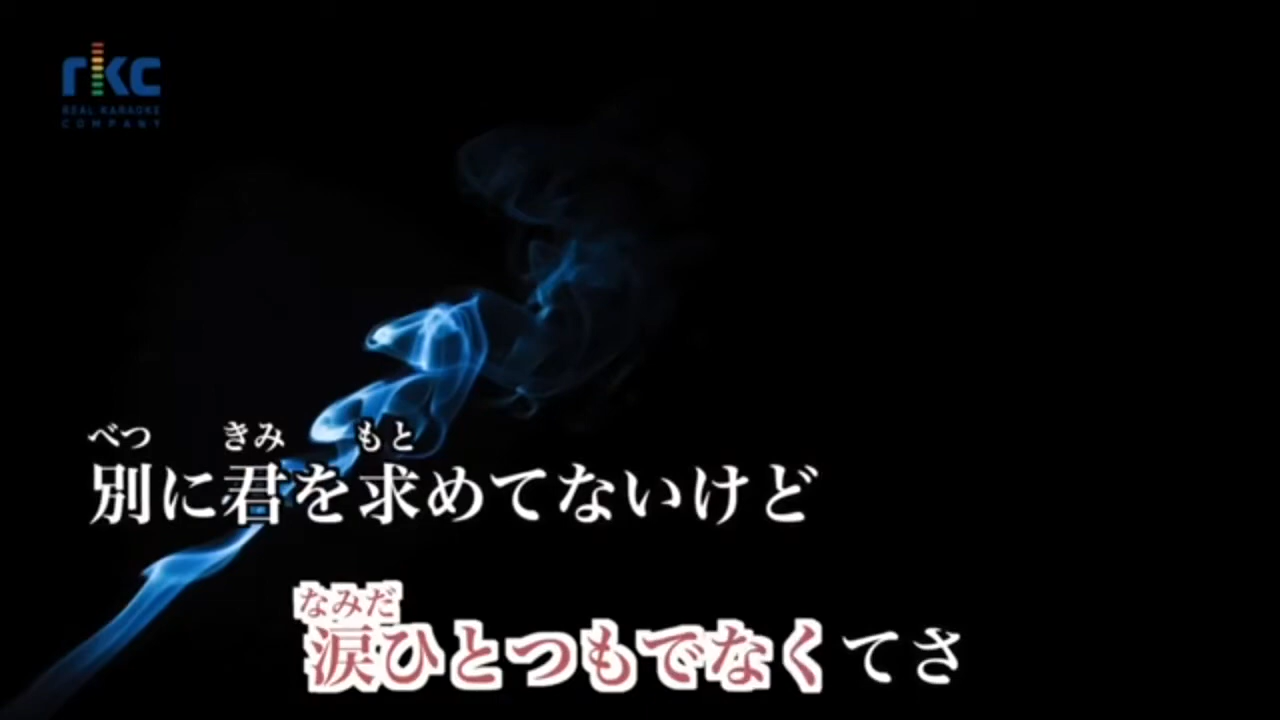 rkc
REAL KARAOKE
COMPANY
べつ きみ もと
別に君を求めてないけど
なみだ
涙ひとつもでなくてさ